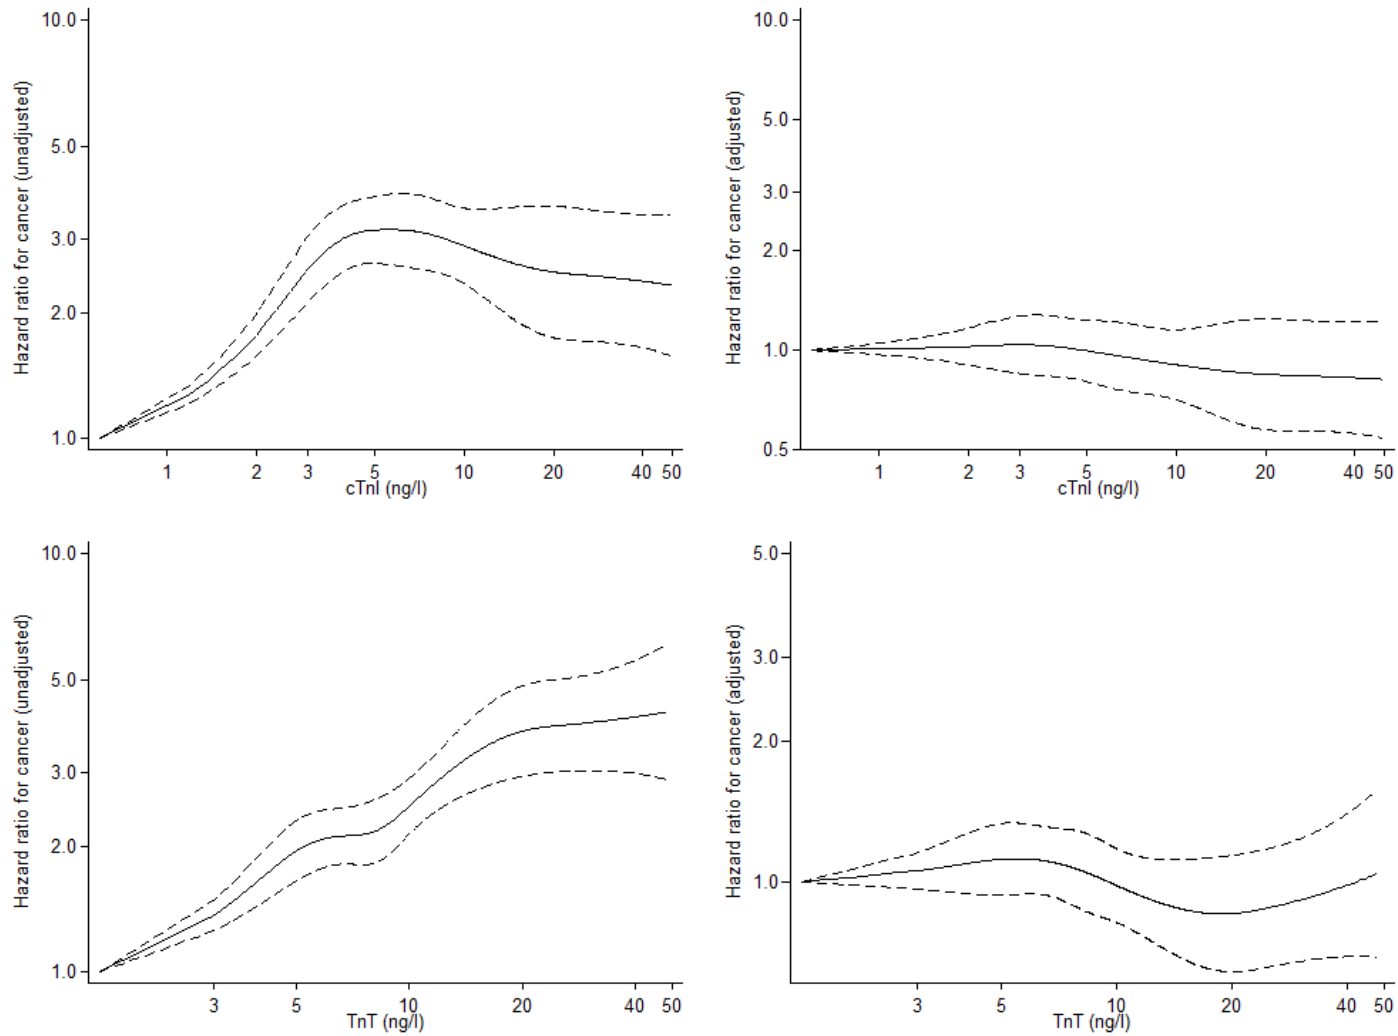 Hazard ratio for cancer (unadjusted)
10.0
5.0
3.0
2.0
1.0
1 2 3 5 10 20 40 50
cTnI (ng/l)
Hazard ratio for cancer (adjusted)
10.0
5.0
3.0
2.0
1.0
0.5
1 2 3 5 10 20 40 50
cTnI (ng/l)
Hazard ratio for cancer (unadjusted)
10.0
5.0
3.0
2.0
1.0
3 5 10 20 40 50
TnT (ng/l)
Hazard ratio for cancer (adjusted)
5.0
3.0
2.0
1.0
3 5 10 20 40 50
TnT (ng/l)